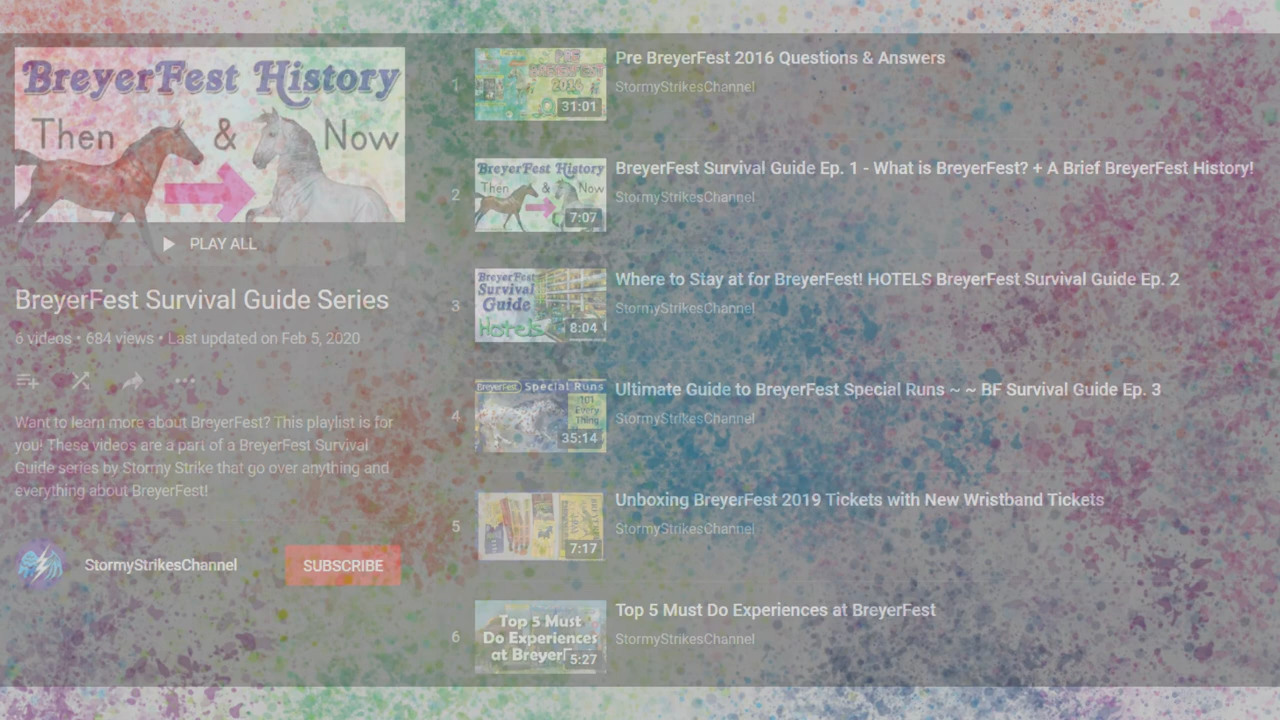 BreyerFest History
Then & Now
PLAY ALL
BreyerFest Survival Guide Series
6 videos • 684 views • Last updated on Feb 5, 2020
Want to learn more about BreyerFest? This playlist is for
you! These videos are a part of a BreyerFest Survival
Guide series by Stormy Strike that go over anything and
everything about BreyerFest!
StormyStrikesChannel
SUBSCRIBE
1
2016
31:01
Pre BreyerFest 2016 Questions & Answers
StormyStrikesChannel
2
BreyerFest History
Then & Now
7:07
BreyerFest Survival Guide Ep. 1 - What is BreyerFest? + A Brief BreyerFest History!
StormyStrikesChannel
3
BreyerFest
Survival
Guide
Hotels
8:04
Where to Stay at for BreyerFest! HOTELS BreyerFest Survival Guide Ep. 2
StormyStrikesChannel
4
BreyerFest Special Runs
101
Every
Thing
35:14
Ultimate Guide to BreyerFest Special Runs ~ ~ BF Survival Guide Ep. 3
StormyStrikesChannel
5
7:17
Unboxing BreyerFest 2019 Tickets with New Wristband Tickets
StormyStrikesChannel
6
Top 5 Must
Do Experiences
at BreyerF
5:27
Top 5 Must Do Experiences at BreyerFest
StormyStrikesChannel